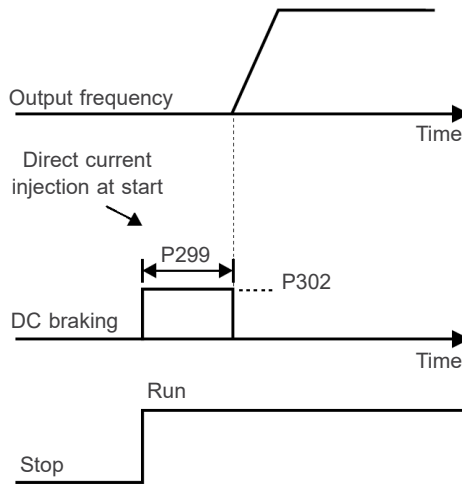 Output frequency
Time
Direct current
injection at start
P299
P302
DC braking
Time
Run
Stop